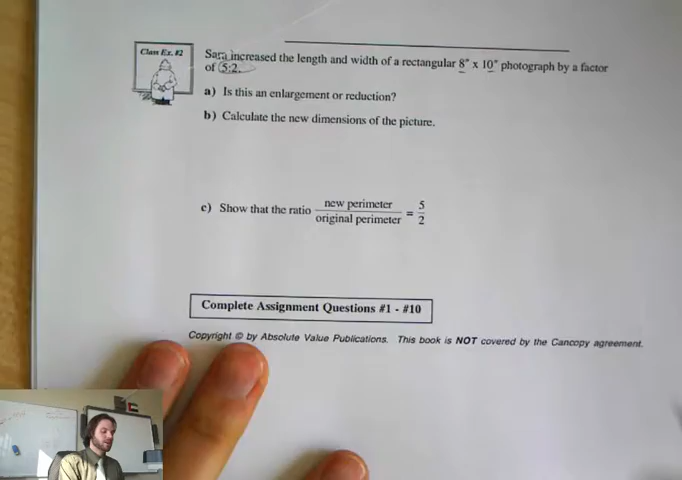 Class Ex. #2
Sara increased the length and width of a rectangular 8" x 10" photograph by a factor
of 5:2.
a) Is this an enlargement or reduction?
b) Calculate the new dimensions of the picture.
c) Show that the ratio new perimeter / original perimeter = 5/2
Complete Assignment Questions #1 - #10
Copyright © by Absolute Value Publications. This book is NOT covered by the Cancopy agreement.